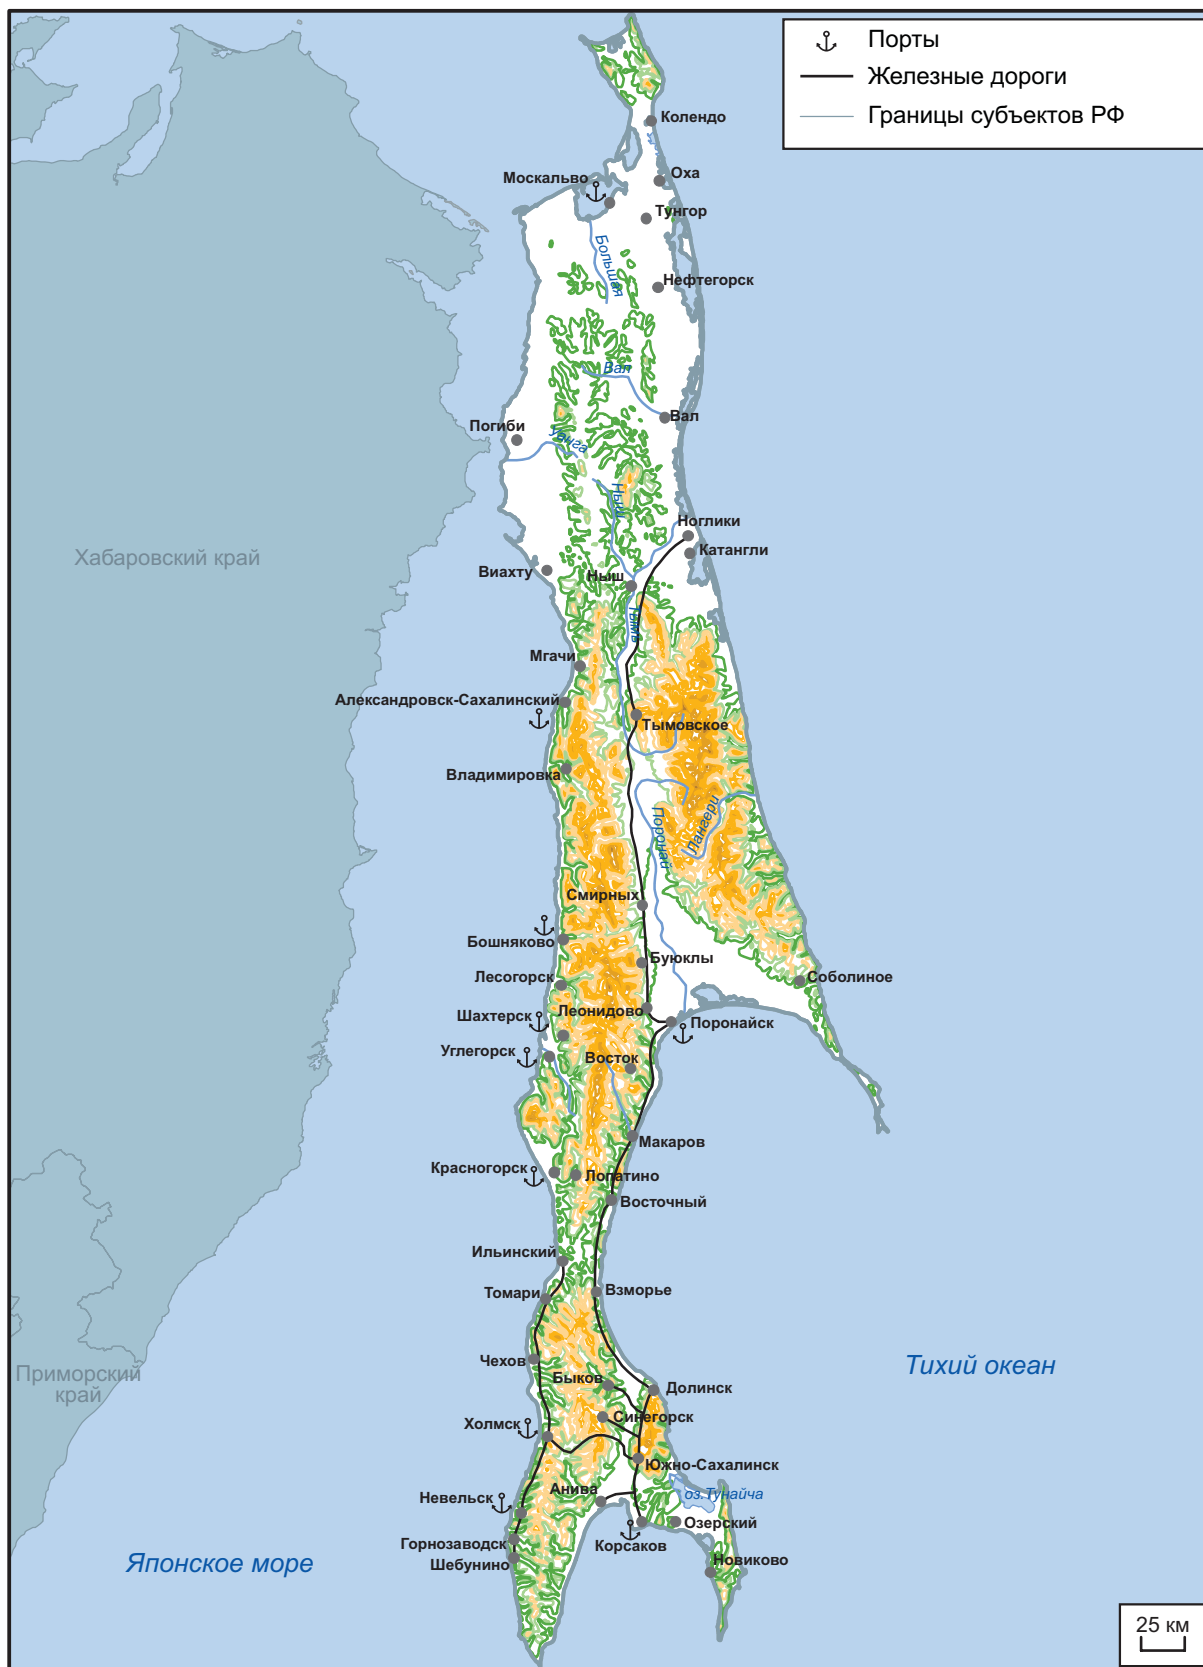 Порты
Железные дороги
Границы субъектов РФ
Колендо
Москальво
Оха
Тунгор
Большая
Нефтегорск
Вал
Вал
Погиби
Уанга
Ныш
Ноглики
Катангли
Виахту
Ныш
Хабаровский край
Тымь
Мгачи
Александровск-Сахалинский
Тымовское
Владимировка
Лангери
Поронай
Смирных
Бошняково
Буюклы
Лесогорск
Соболиное
Леонидово
Шахтерск
Поронайск
Углегорск
Восток
Макаров
Красногорск
Лопатино
Восточный
Ильинский
Томари
Взморье
Чехов
Приморский
край
Тихий океан
Быков
Долинск
Холмск
Синегорск
Южно-Сахалинск
Невельск
Анива
оз.Тунайча
Озерский
Горнозаводск
Корсаков
Шебунино
Новиково
Японское море
25 км